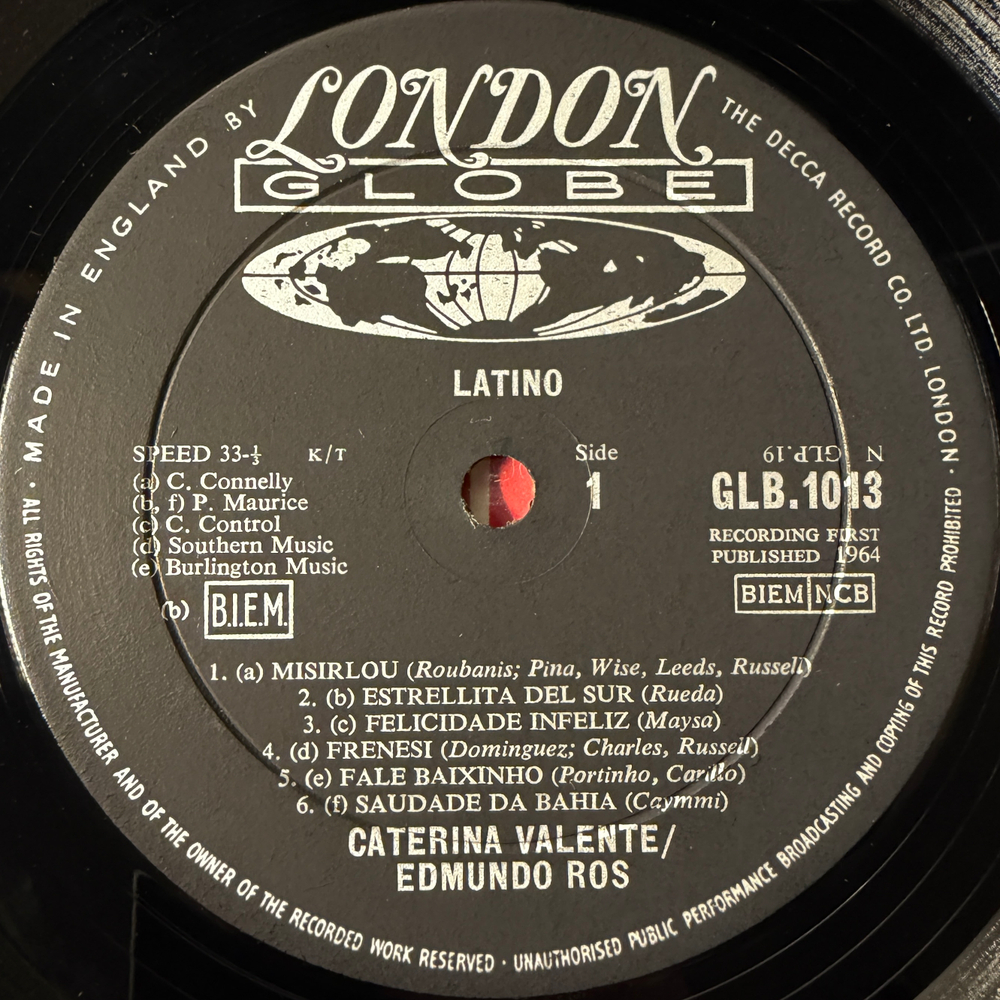 LONDON
GLOBE
MADE IN ENGLAND BY THE DECCA RECORD CO. LTD. LONDON ·
LATINO
SPEED 33-⅓ K/T
(a) C. Connelly
(b, f) P. Maurice
(c) C. Control
(d) Southern Music
(e) Burlington Music
(b) B.I.E.M.
Side
1
N GLP.19
GLB.1013
RECORDING FIRST
PUBLISHED 1964
BIEM NCB
1. (a) MISIRLOU (Roubanis; Pina, Wise, Leeds, Russell)
2. (b) ESTRELLITA DEL SUR (Rueda)
3. (c) FELICIDADE INFELIZ (Maysa)
4. (d) FRENESI (Dominguez; Charles, Russell)
5. (e) FALE BAIXINHO (Portinho, Carillo)
6. (f) SAUDADE DA BAHIA (Caymmi)
CATERINA VALENTE/
EDMUNDO ROS
· ALL RIGHTS OF THE MANUFACTURER AND OF THE OWNER OF THE RECORDED WORK RESERVED · UNAUTHORISED PUBLIC PERFORMANCE BROADCASTING AND COPYING OF THIS RECORD PROHIBITED